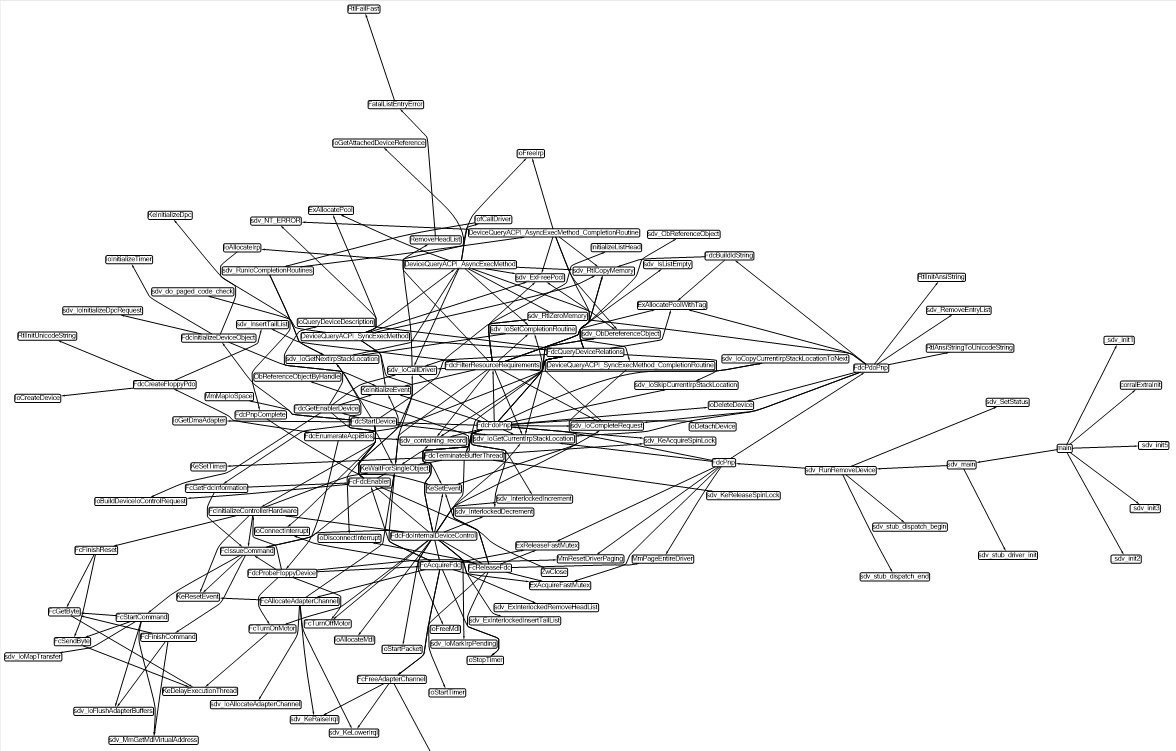 RtlFailFast
FatalListEntryError
IoGetAttachedDeviceReference
IoFreeIrp
ExAllocatePool
KeInitializeDpc
sdv_NT_ERROR
IofCallDriver
DeviceQueryACPI_AsyncExecMethod_CompletionRoutine
sdv_ObReferenceObject
RemoveHeadList
IoAllocateIrp
InitializeListHead
FdcBuildIdString
IoInitializeTimer
DeviceQueryACPI_AsyncExecMethod
sdv_IsListEmpty
sdv_RunIoCompletionRoutines
sdv_RtlCopyMemory
sdv_ExFreePool
RtlInitAnsiString
sdv_do_paged_code_check
ExAllocatePoolWithTag
sdv_IoInitializeDpcRequest
sdv_RemoveEntryList
sdv_RtlZeroMemory
sdv_InsertTailList
IoQueryDeviceDescription
sdv_IoSetCompletionRoutine
sdv_ObDereferenceObject
RtlInitUnicodeString
FdcInitializeDeviceObject
DeviceQueryACPI_SyncExecMethod
_sdv_init1
RtlAnsiStringToUnicodeString
FdcQueryDeviceRelations
sdv_IoGetNextIrpStackLocation
sdv_IoCopyCurrentIrpStackLocationToNext
FdcFilterResourceRequirements
DeviceQueryACPI_SyncExecMethod_CompletionRoutine
FdcPdoPnp
sdv_IoCallDriver
ObReferenceObjectByHandle
FdcCreateFloppyPdo
sdv_IoSkipCurrentIrpStackLocation
corralExtraInit
KeInitializeEvent
IoCreateDevice
MmMapIoSpace
sdv_SetStatus
IoDeleteDevice
FdcGetEnablerDevice
FdcPnpComplete
IoGetDmaAdapter
FdcStartDevice
FdcFdoPnp
sdv_IoCompleteRequest
IoDetachDevice
FdcEnumerateAcpiBios
sdv_containing_record
sdv_IoGetCurrentIrpStackLocation
sdv_KeAcquireSpinLock
_sdv_init5
main
FdcTerminateBufferThread
FdcPnp
sdv_main
KeSetTimer
KeWaitForSingleObject
sdv_RunRemoveDevice
FcFdcEnabler
FcGetFdcInformation
KeSetEvent
sdv_KeReleaseSpinLock
IoBuildDeviceIoControlRequest
sdv_InterlockedIncrement
_sdv_init3
FcInitializeControllerHardware
sdv_InterlockedDecrement
sdv_stub_dispatch_begin
IoConnectInterrupt
IoDisconnectInterrupt
FdcFdoInternalDeviceControl
ExReleaseFastMutex
FcFinishReset
FcIssueCommand
sdv_stub_driver_init
MmResetDriverPaging
MmPageEntireDriver
_sdv_init2
FcAcquireFdc
FcReleaseFdc
FdcProbeFloppyDevice
ZwClose
sdv_stub_dispatch_end
ExAcquireFastMutex
KeResetEvent
FcAllocateAdapterChannel
sdv_ExInterlockedRemoveHeadList
FcGetByte
FcStartCommand
sdv_ExInterlockedInsertTailList
FcTurnOffMotor
FcTurnOnMotor
IoFreeMdl
FcFinishCommand
IoAllocateMdl
FcSendByte
sdv_IoMarkIrpPending
IoStartPacket
sdv_IoMapTransfer
IoStopTimer
FcFreeAdapterChannel
KeDelayExecutionThread
IoStartTimer
sdv_IoAllocateAdapterChannel
sdv_IoFlushAdapterBuffers
sdv_KeRaiseIrql
sdv_KeLowerIrql
sdv_MmGetMdlVirtualAddress